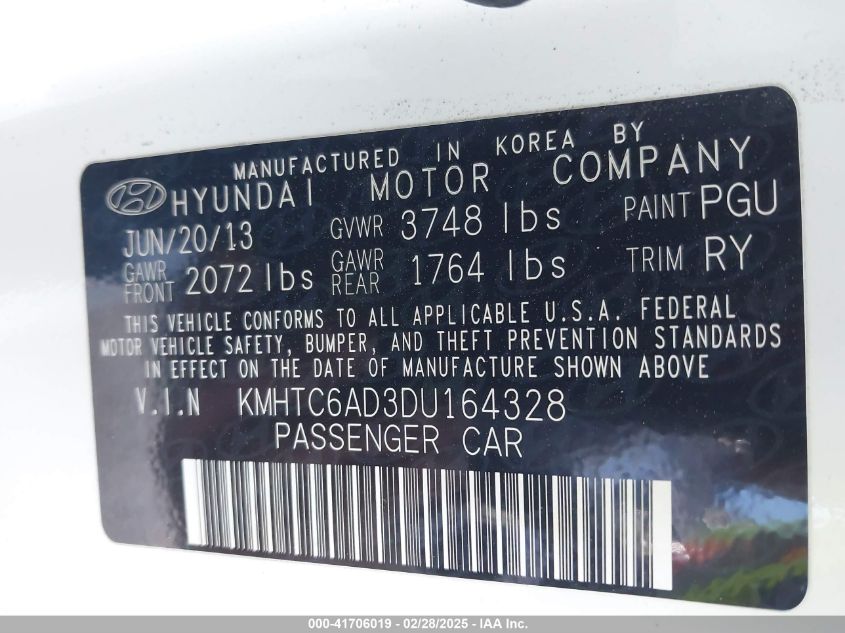 MANUFACTURED IN KOREA BY
HYUNDAI MOTOR COMPANY
JUN/20/13 GVWR 3748 lbs PAINT PGU
GAWR FRONT 2072 lbs GAWR REAR 1764 lbs TRIM RY
THIS VEHICLE CONFORMS TO ALL APPLICABLE U.S.A. FEDERAL
MOTOR VEHICLE SAFETY, BUMPER, AND THEFT PREVENTION STANDARDS
IN EFFECT ON THE DATE OF MANUFACTURE SHOWN ABOVE
V.I.N KMHTC6AD3DU164328
PASSENGER CAR
000-41706019 - 02/28/2025 - IAA, Inc.